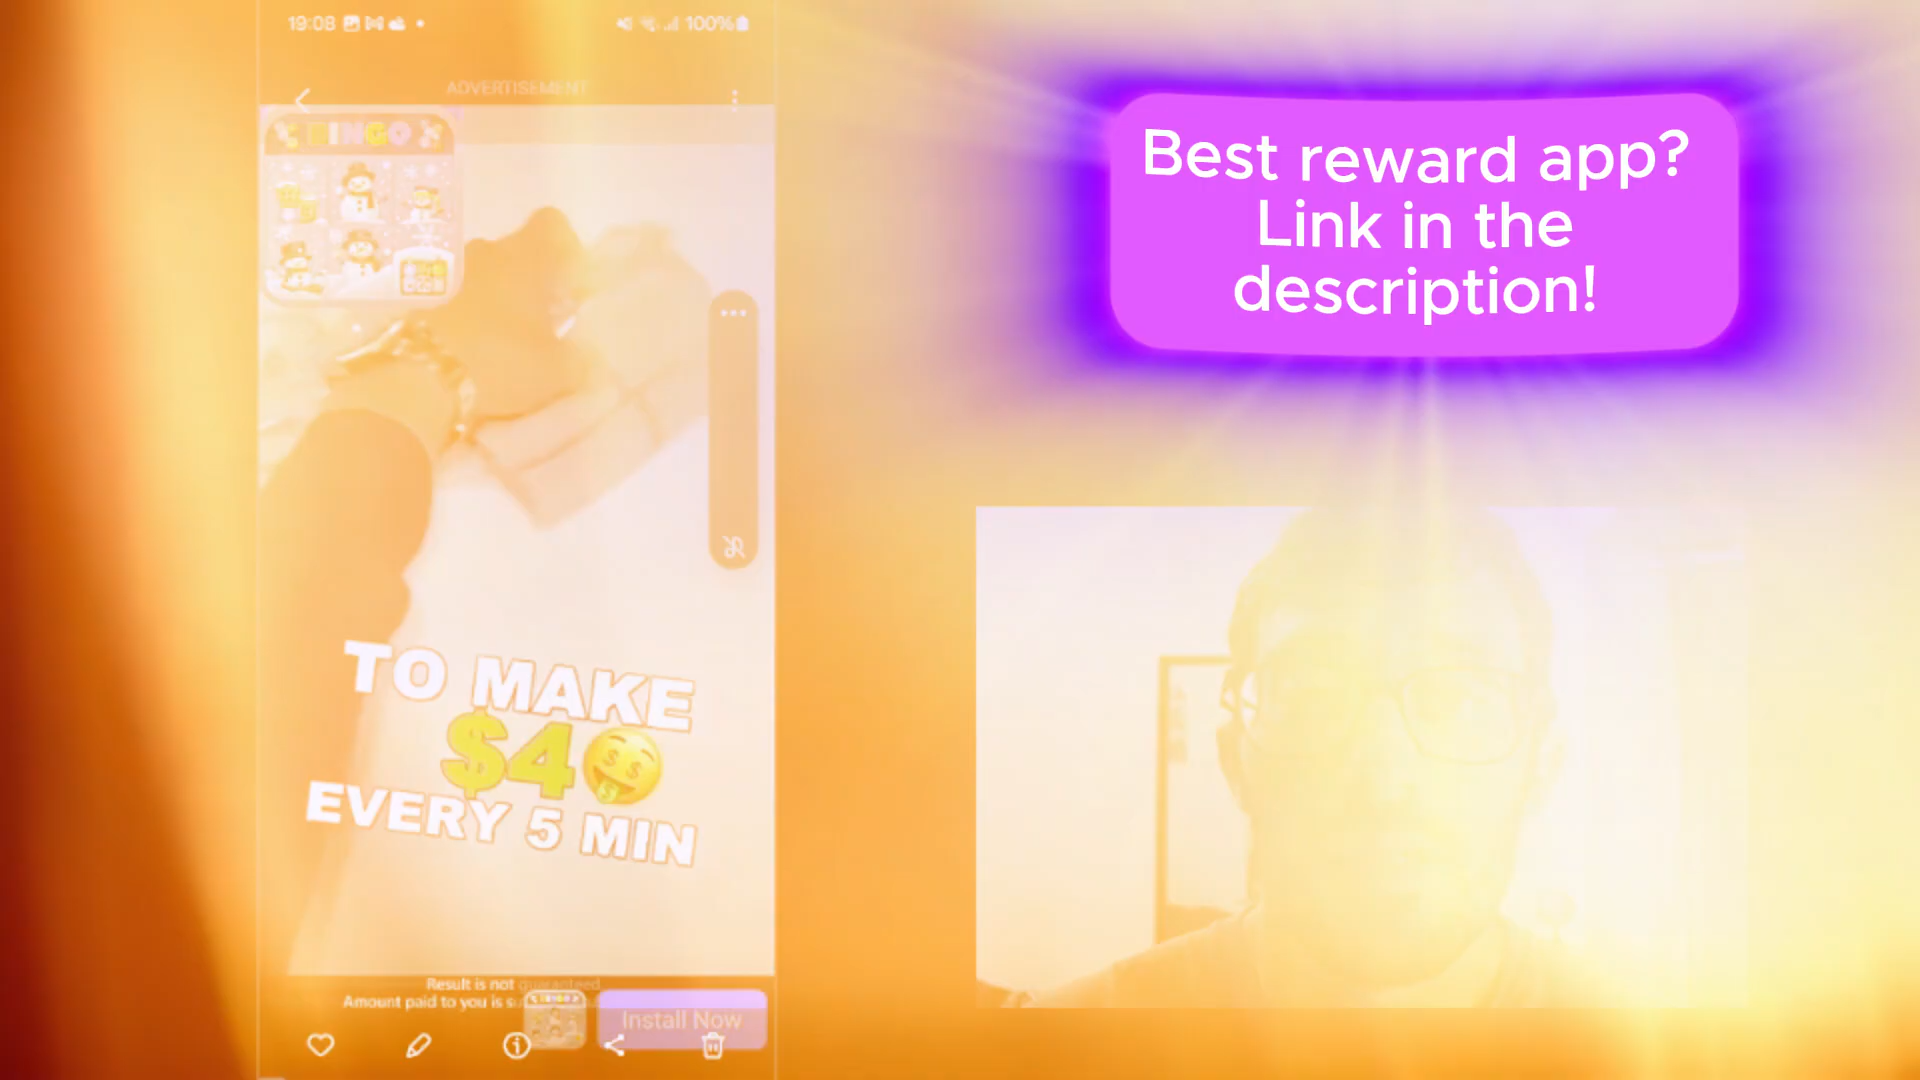 19:08
100%
ADVERTISEMENT
BINGO
TO MAKE
$4
EVERY 5 MIN
Result is not guaranteed
Amount paid to you is
Install Now
Best reward app?
Link in the
description!